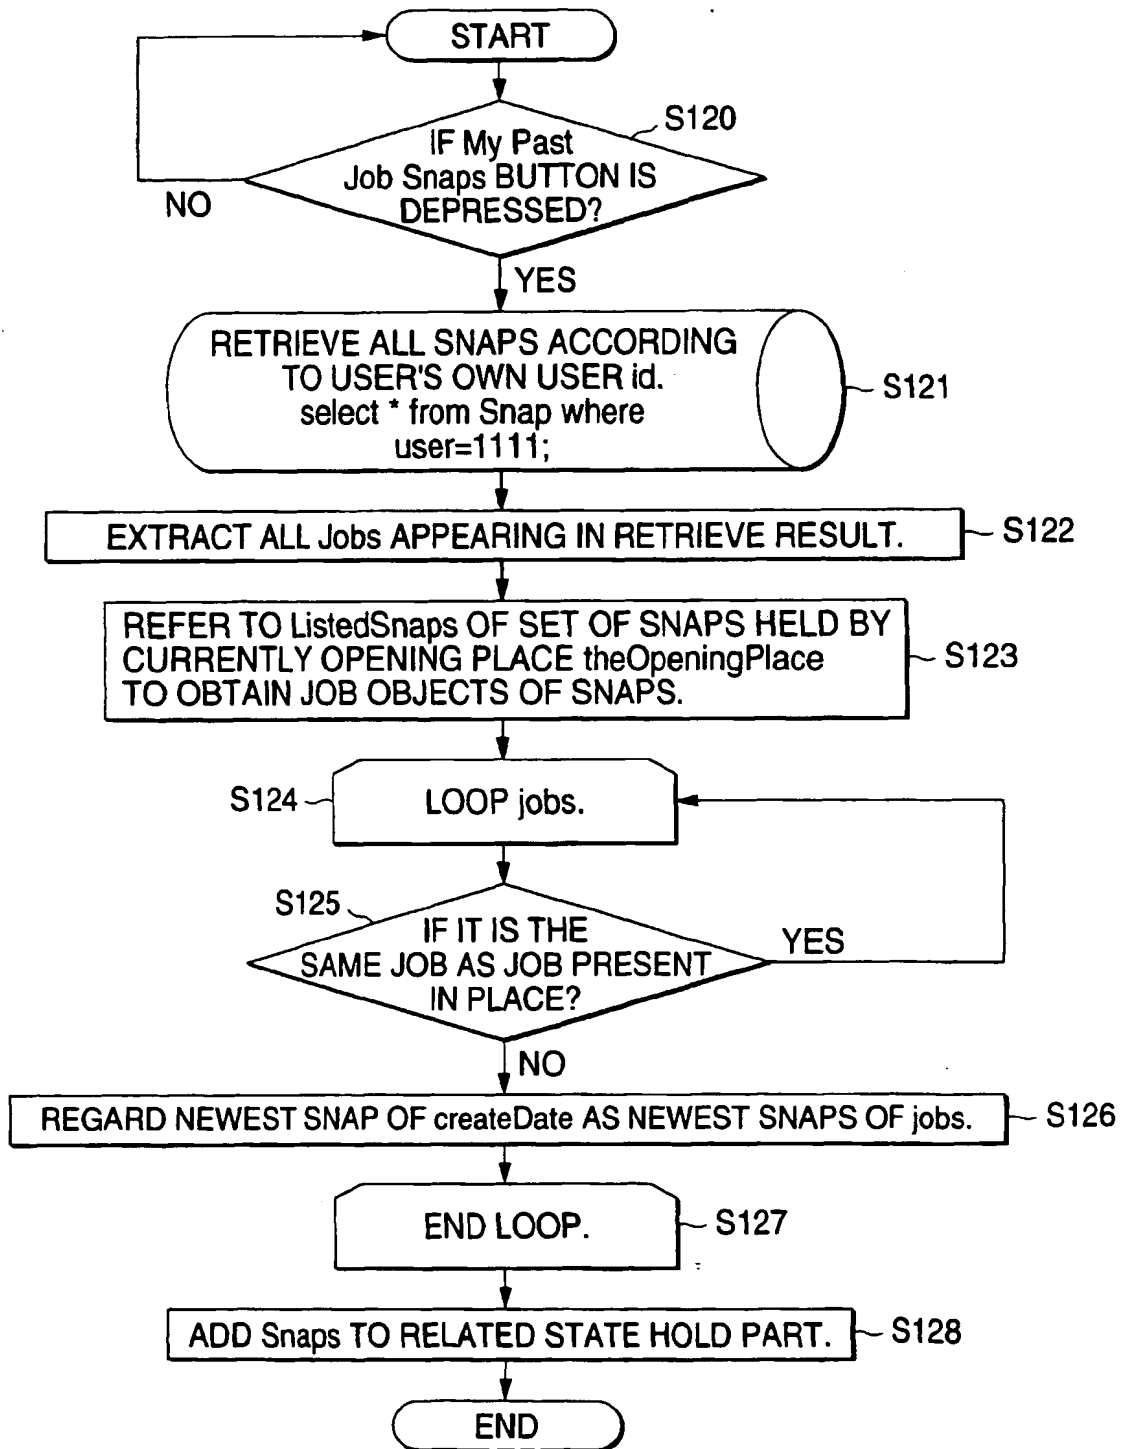 START
S120
IF My Past
Job Snaps BUTTON IS
DEPRESSED?
NO
YES
RETRIEVE ALL SNAPS ACCORDING
TO USER'S OWN USER id.
select * from Snap where
user=1111;
S121
EXTRACT ALL Jobs APPEARING IN RETRIEVE RESULT.
S122
REFER TO ListedSnaps OF SET OF SNAPS HELD BY
CURRENTLY OPENING PLACE theOpeningPlace
TO OBTAIN JOB OBJECTS OF SNAPS.
S123
S124
LOOP jobs.
S125
IF IT IS THE
SAME JOB AS JOB PRESENT
IN PLACE?
YES
NO
REGARD NEWEST SNAP OF createDate AS NEWEST SNAPS OF jobs.
S126
END LOOP.
S127
ADD Snaps TO RELATED STATE HOLD PART.
S128
END